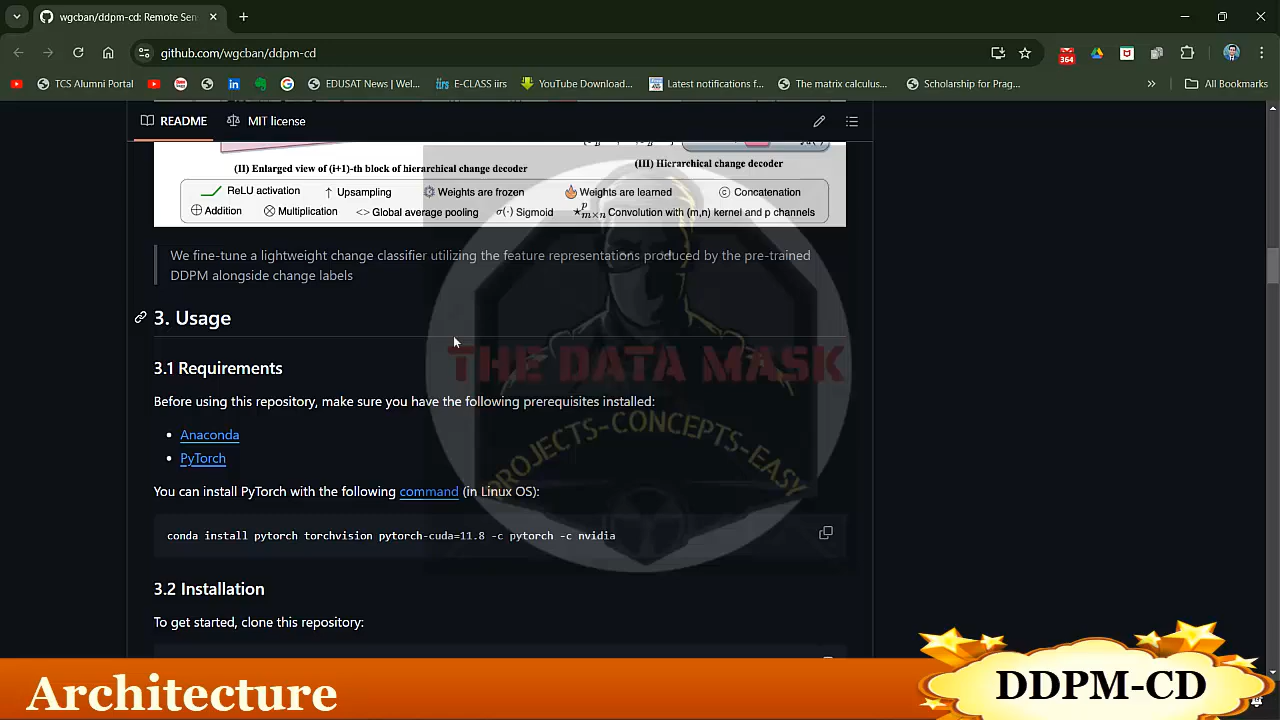 wgcban/ddpm-cd: Remote Sen
github.com/wgcban/ddpm-cd
364
TCS Alumni Portal
EDUSAT News | Wel...
E-CLASS iirs
YouTube Download...
Latest notifications f...
The matrix calculus...
Scholarship for Prag...
All Bookmarks
README
MIT license
(II) Enlarged view of (i+1)-th block of hierarchical change decoder
(III) Hierarchical change decoder
ReLU activation
Upsampling
Weights are frozen
Weights are learned
Concatenation
Addition
Multiplication
<> Global average pooling
σ(·) Sigmoid
★ᵖₘₓₙ Convolution with (m,n) kernel and p channels
We fine-tune a lightweight change classifier utilizing the feature representations produced by the pre-trained
DDPM alongside change labels
3. Usage
3.1 Requirements
Before using this repository, make sure you have the following prerequisites installed:
Anaconda
PyTorch
You can install PyTorch with the following command (in Linux OS):
conda install pytorch torchvision pytorch-cuda=11.8 -c pytorch -c nvidia
3.2 Installation
To get started, clone this repository:
THE DATA MASK
PROJECTS-CONCEPTS-EASY
Architecture
DDPM-CD